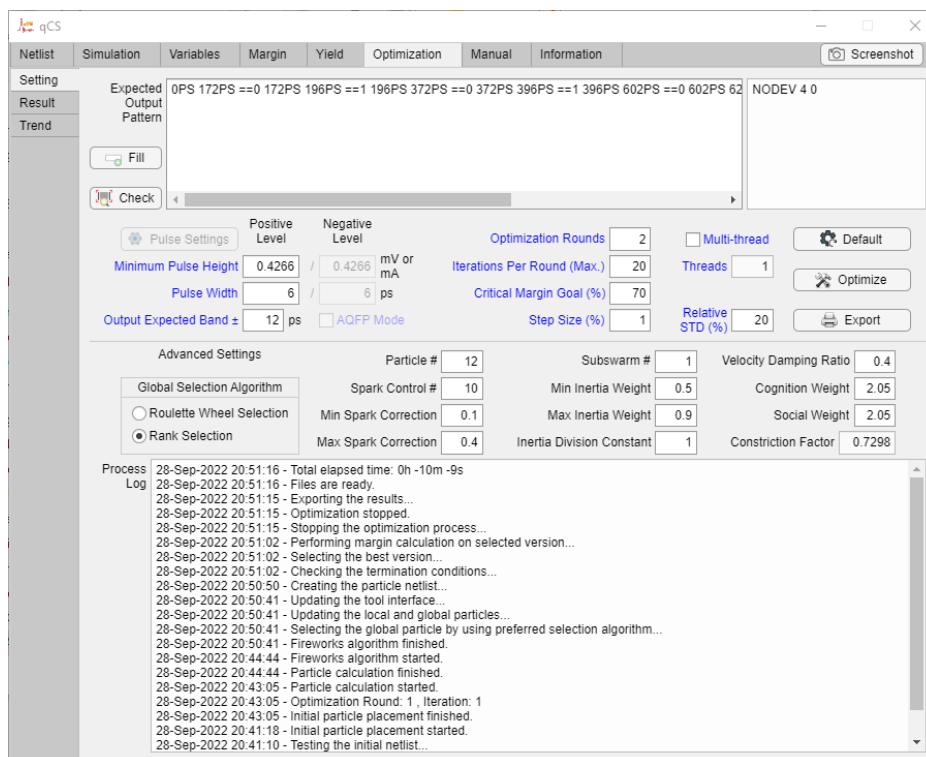 qCS
Netlist Simulation Variables Margin Yield Optimization Manual Information Screenshot
Setting
Result
Trend
Expected Output Pattern
0PS 172PS ==0 172PS 196PS ==1 196PS 372PS ==0 372PS 396PS ==1 396PS 602PS ==0 602PS 62
NODEV 4 0
Fill
Check
Positive Level Negative Level
Pulse Settings
Minimum Pulse Height 0.4266 / 0.4266 mV or mA
Pulse Width 6 / 6 ps
Output Expected Band ± 12 ps AQFP Mode
Optimization Rounds 2
Iterations Per Round (Max.) 20
Critical Margin Goal (%) 70
Step Size (%) 1
Multi-thread
Threads 1
Relative STD (%) 20
Default
Optimize
Export
Advanced Settings
Global Selection Algorithm
Roulette Wheel Selection
Rank Selection
Particle # 12
Spark Control # 10
Min Spark Correction 0.1
Max Spark Correction 0.4
Subswarm # 1
Min Inertia Weight 0.5
Max Inertia Weight 0.9
Inertia Division Constant 1
Velocity Damping Ratio 0.4
Cognition Weight 2.05
Social Weight 2.05
Constriction Factor 0.7298
Process Log
28-Sep-2022 20:51:16 - Total elapsed time: 0h -10m -9s
28-Sep-2022 20:51:16 - Files are ready.
28-Sep-2022 20:51:15 - Exporting the results...
28-Sep-2022 20:51:15 - Optimization stopped.
28-Sep-2022 20:51:15 - Stopping the optimization process...
28-Sep-2022 20:51:02 - Performing margin calculation on selected version...
28-Sep-2022 20:51:02 - Selecting the best version...
28-Sep-2022 20:51:02 - Checking the termination conditions...
28-Sep-2022 20:50:50 - Creating the particle netlist...
28-Sep-2022 20:50:41 - Updating the tool interface...
28-Sep-2022 20:50:41 - Updating the local and global particles...
28-Sep-2022 20:50:41 - Selecting the global particle by using preferred selection algorithm...
28-Sep-2022 20:50:41 - Fireworks algorithm finished.
28-Sep-2022 20:44:44 - Fireworks algorithm started.
28-Sep-2022 20:44:44 - Particle calculation finished.
28-Sep-2022 20:43:05 - Particle calculation started.
28-Sep-2022 20:43:05 - Optimization Round: 1 , Iteration: 1
28-Sep-2022 20:43:05 - Initial particle placement finished.
28-Sep-2022 20:41:18 - Initial particle placement started.
28-Sep-2022 20:41:10 - Testing the initial netlist...